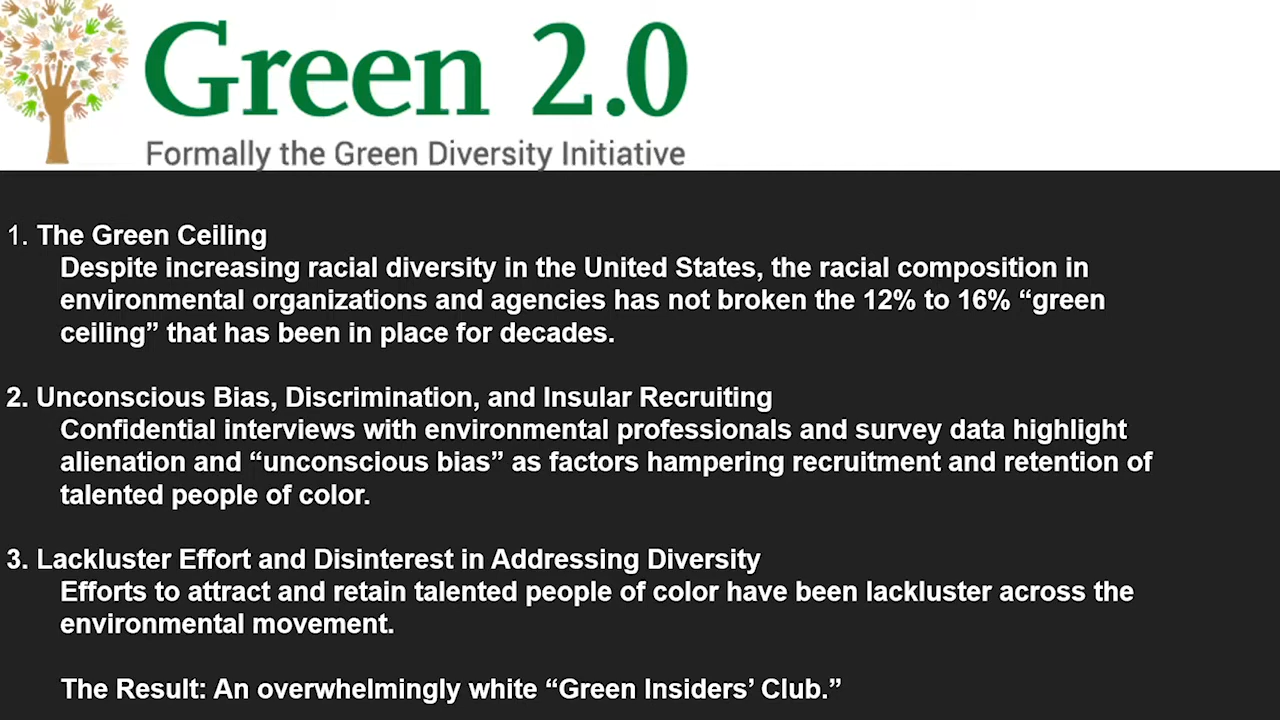 Green 2.0
Formally the Green Diversity Initiative
1. The Green Ceiling
Despite increasing racial diversity in the United States, the racial composition in
environmental organizations and agencies has not broken the 12% to 16% “green
ceiling” that has been in place for decades.
2. Unconscious Bias, Discrimination, and Insular Recruiting
Confidential interviews with environmental professionals and survey data highlight
alienation and “unconscious bias” as factors hampering recruitment and retention of
talented people of color.
3. Lackluster Effort and Disinterest in Addressing Diversity
Efforts to attract and retain talented people of color have been lackluster across the
environmental movement.
The Result: An overwhelmingly white “Green Insiders’ Club.”